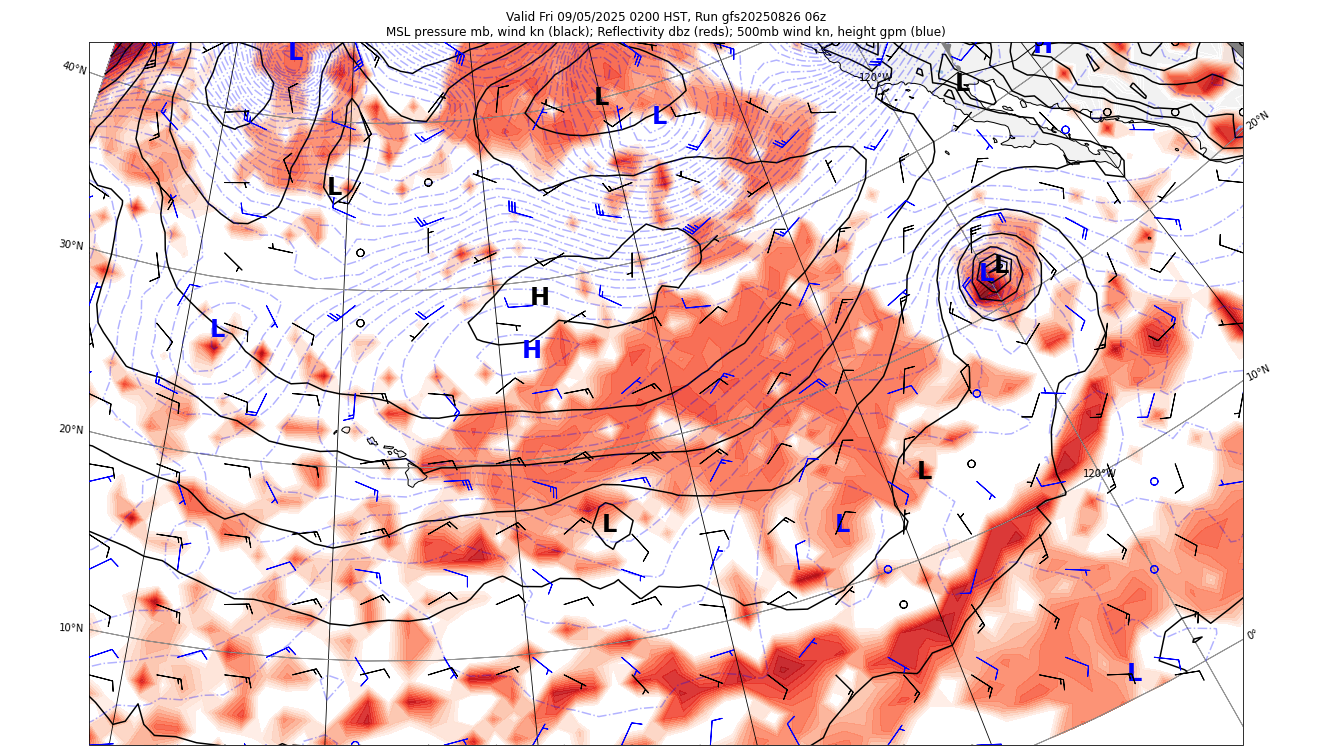 Valid Fri 09/05/2025 0200 HST, Run gfs20250826 06z
MSL pressure mb, wind kn (black); Reflectivity dbz (reds); 500mb wind kn, height gpm (blue)
L
H
40°N
120°W
L
L
L
20°N
L
30°N
L
L
H
L
H
10°N
20°N
L
120°W
L
L
10°N
0°
L